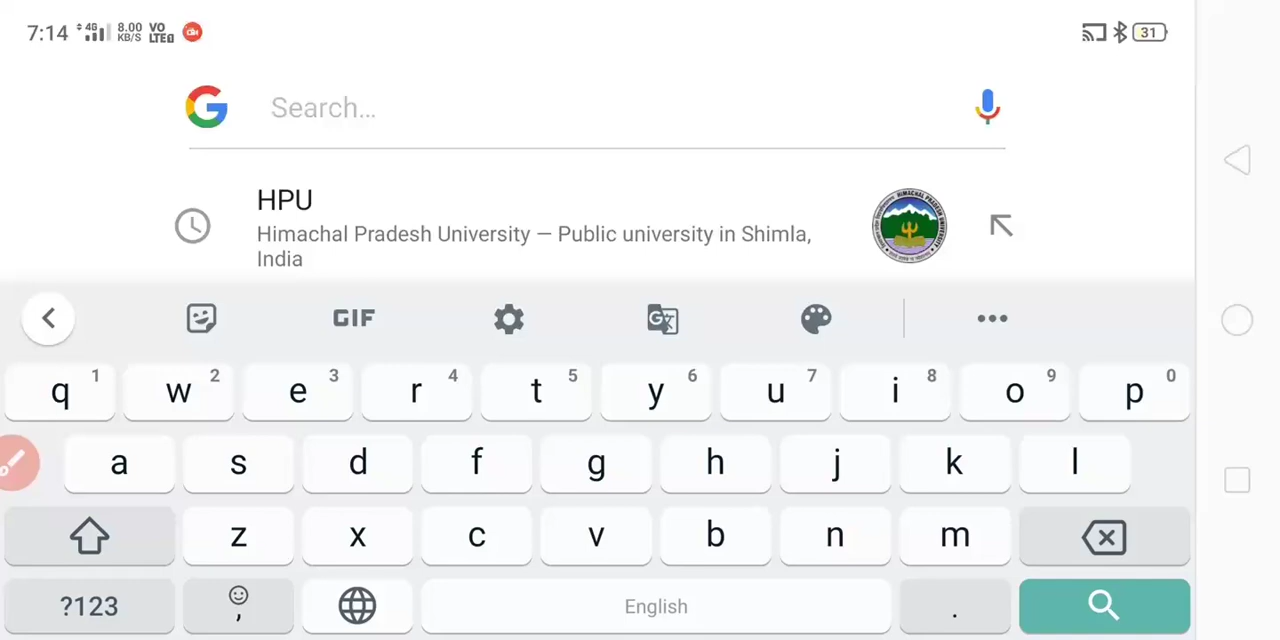 7:14 4G 8.00 KB/S VO LTE 31
Search...
HPU
Himachal Pradesh University — Public university in Shimla,
India
GIF
q 1 w 2 e 3 r 4 t 5 y 6 u 7 i 8 o 9 p 0
a s d f g h j k l
z x c v b n m
?123 , English .